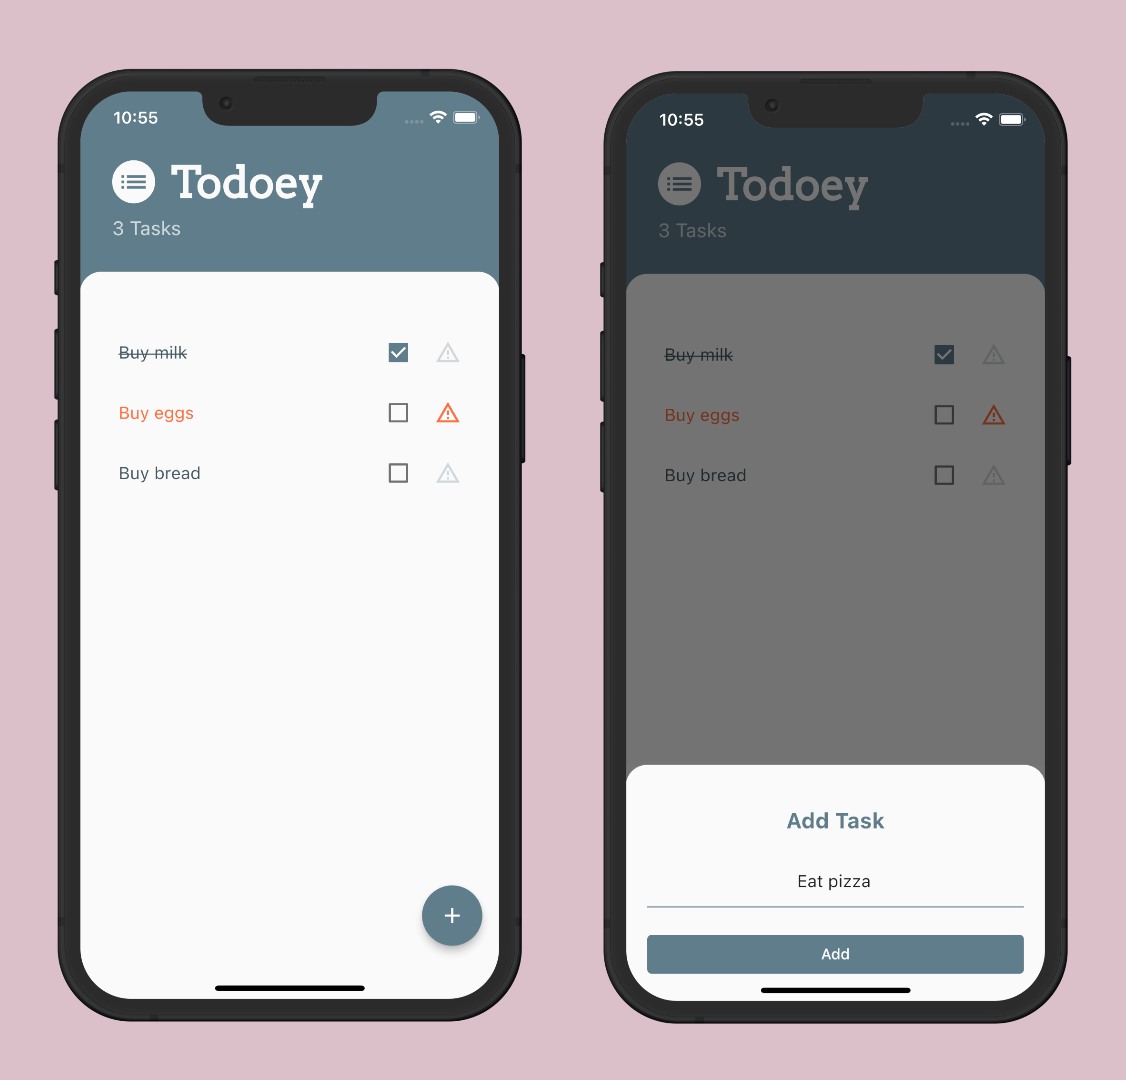 10:55
Todoey
3 Tasks
Buy milk
Buy eggs
Buy bread
10:55
Todoey
3 Tasks
Buy milk
Buy eggs
Buy bread
Add Task
Eat pizza
Add